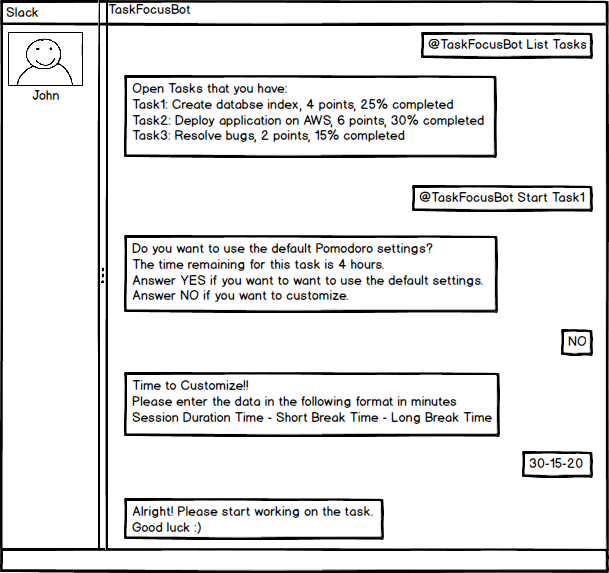 Slack
TaskFocusBot
John
@TaskFocusBot List Tasks
Open Tasks that you have:
Task1: Create databse index, 4 points, 25% completed
Task2: Deploy application on AWS, 6 points, 30% completed
Task3: Resolve bugs, 2 points, 15% completed
@TaskFocusBot Start Task1
Do you want to use the default Pomodoro settings?
The time remaining for this task is 4 hours.
Answer YES if you want to want to use the default settings.
Answer NO if you want to customize.
NO
Time to Customize!!
Please enter the data in the following format in minutes
Session Duration Time - Short Break Time - Long Break Time
30-15-20
Alright! Please start working on the task.
Good luck :)